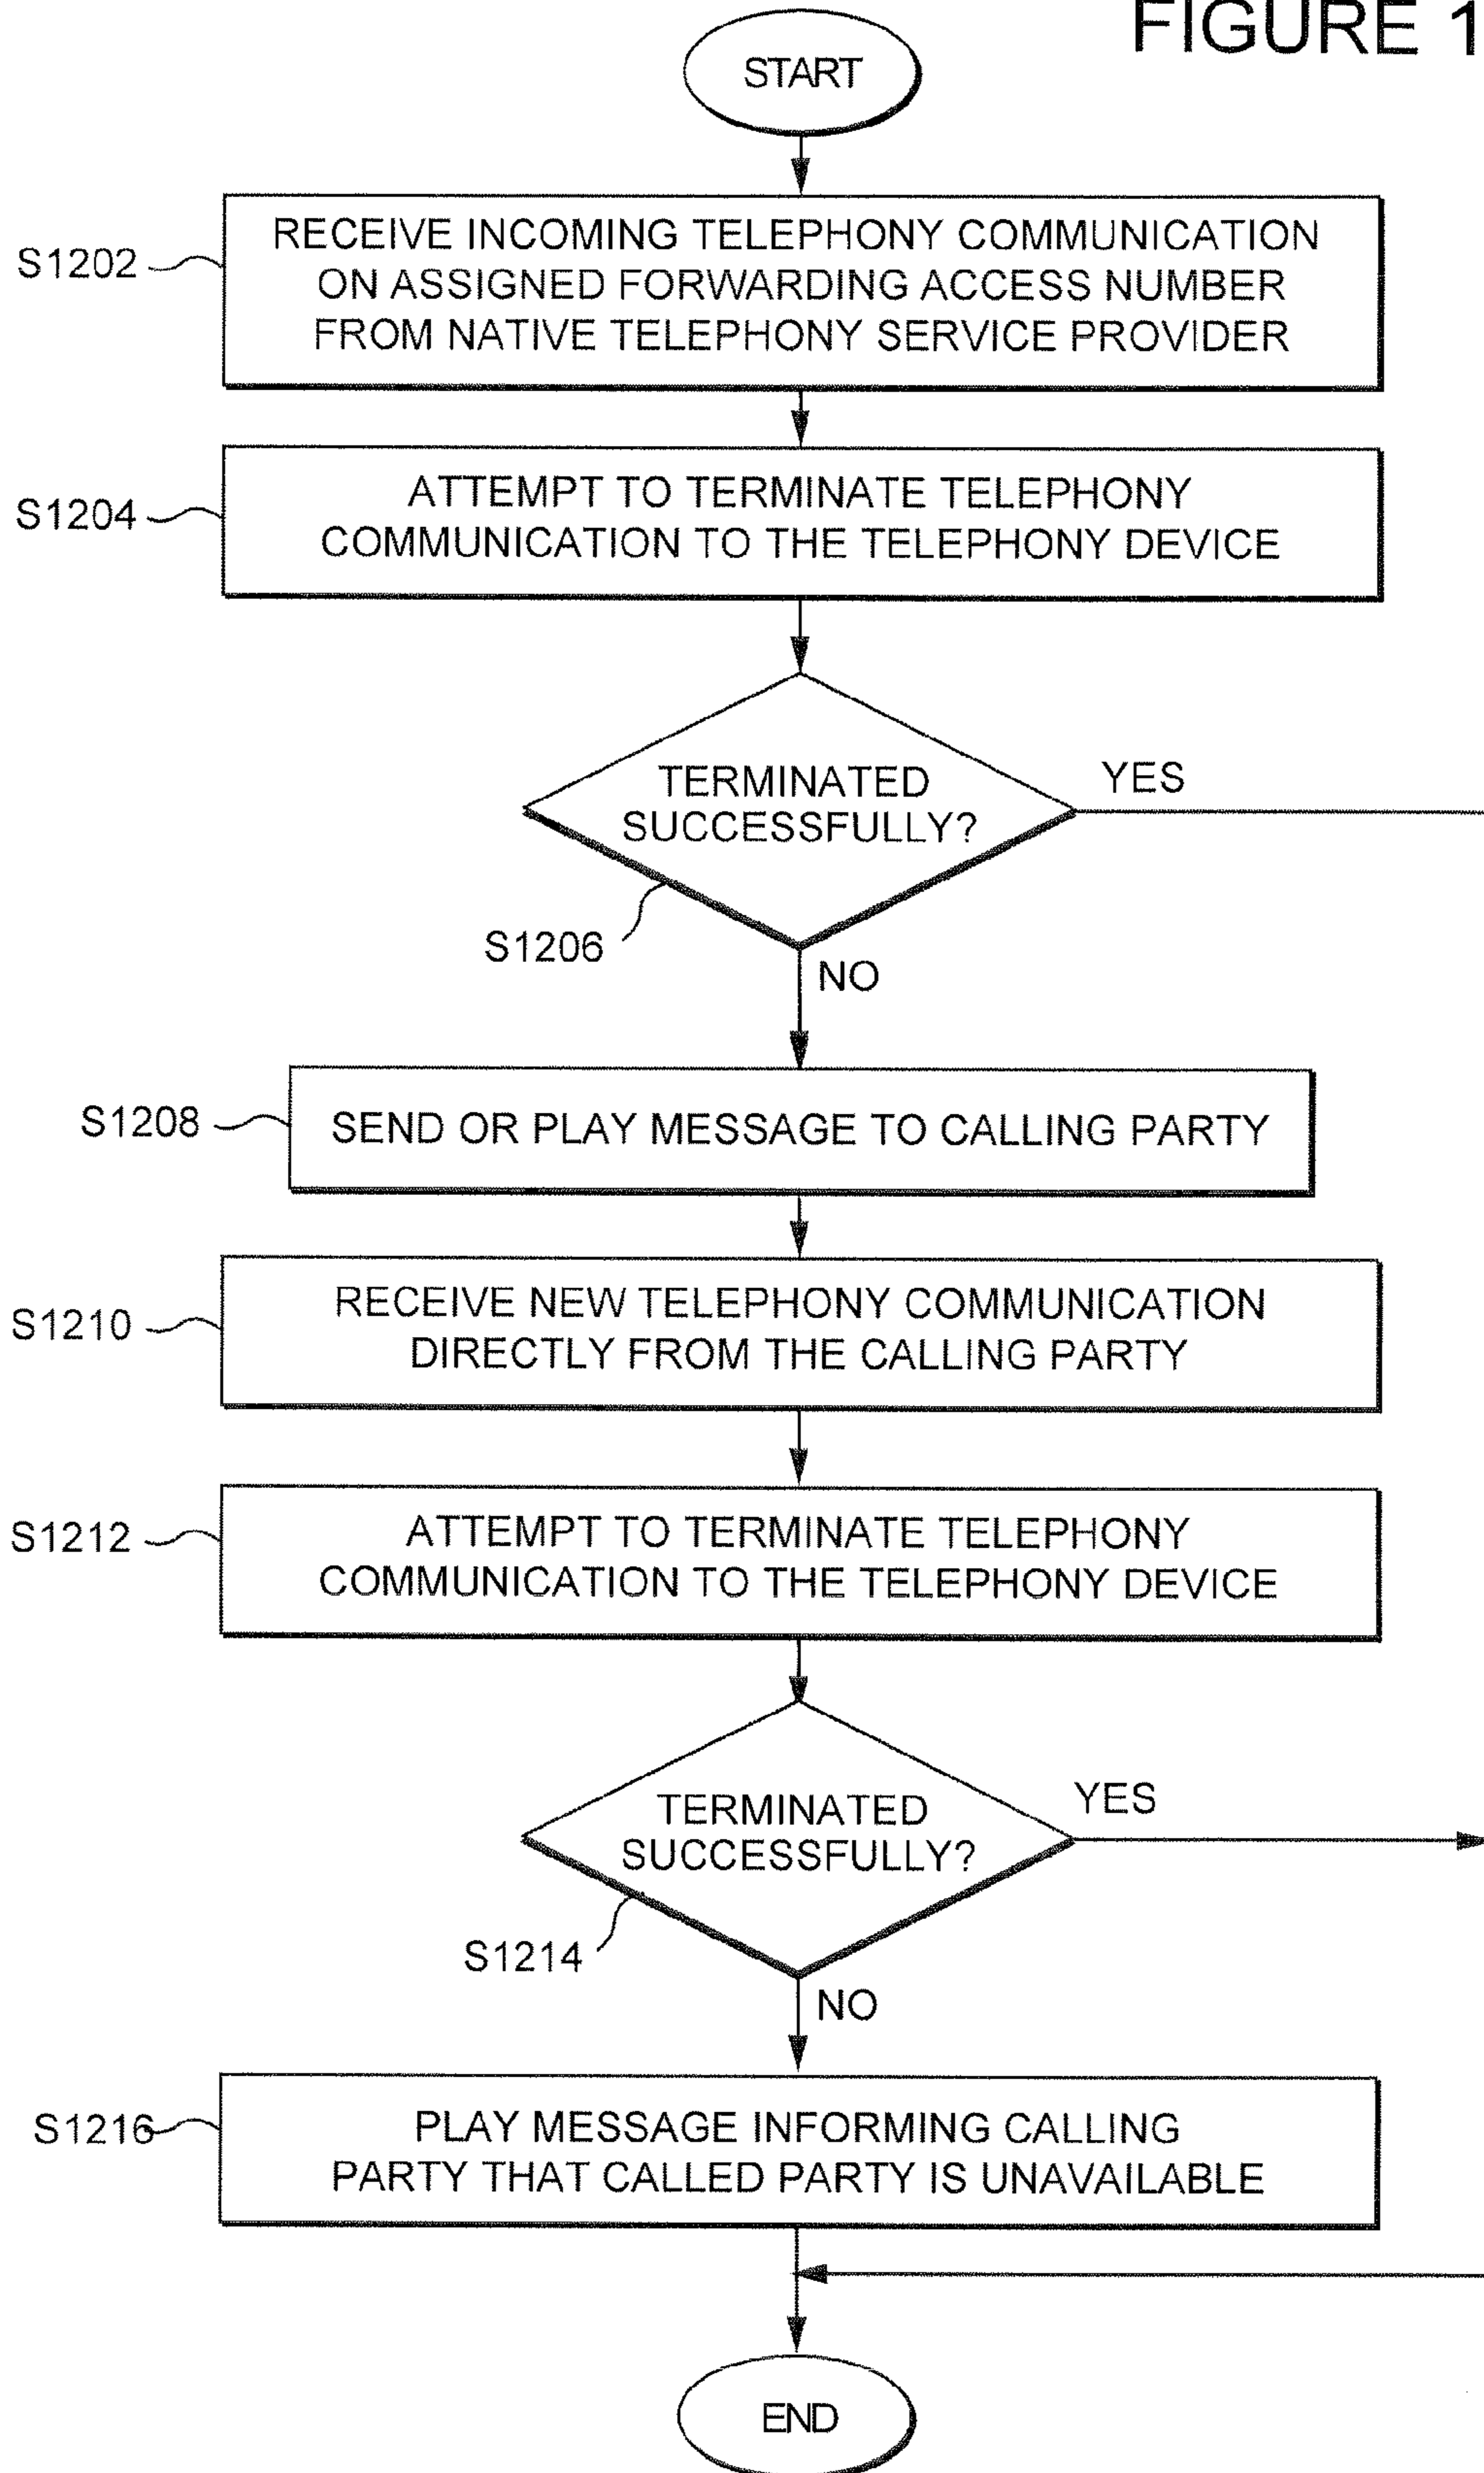 FIGURE 1
START
S1202
RECEIVE INCOMING TELEPHONY COMMUNICATION
ON ASSIGNED FORWARDING ACCESS NUMBER
FROM NATIVE TELEPHONY SERVICE PROVIDER
S1204
ATTEMPT TO TERMINATE TELEPHONY
COMMUNICATION TO THE TELEPHONY DEVICE
TERMINATED
SUCCESSFULLY?
YES
S1206
NO
S1208
SEND OR PLAY MESSAGE TO CALLING PARTY
S1210
RECEIVE NEW TELEPHONY COMMUNICATION
DIRECTLY FROM THE CALLING PARTY
S1212
ATTEMPT TO TERMINATE TELEPHONY
COMMUNICATION TO THE TELEPHONY DEVICE
TERMINATED
SUCCESSFULLY?
YES
S1214
NO
S1216
PLAY MESSAGE INFORMING CALLING
PARTY THAT CALLED PARTY IS UNAVAILABLE
END